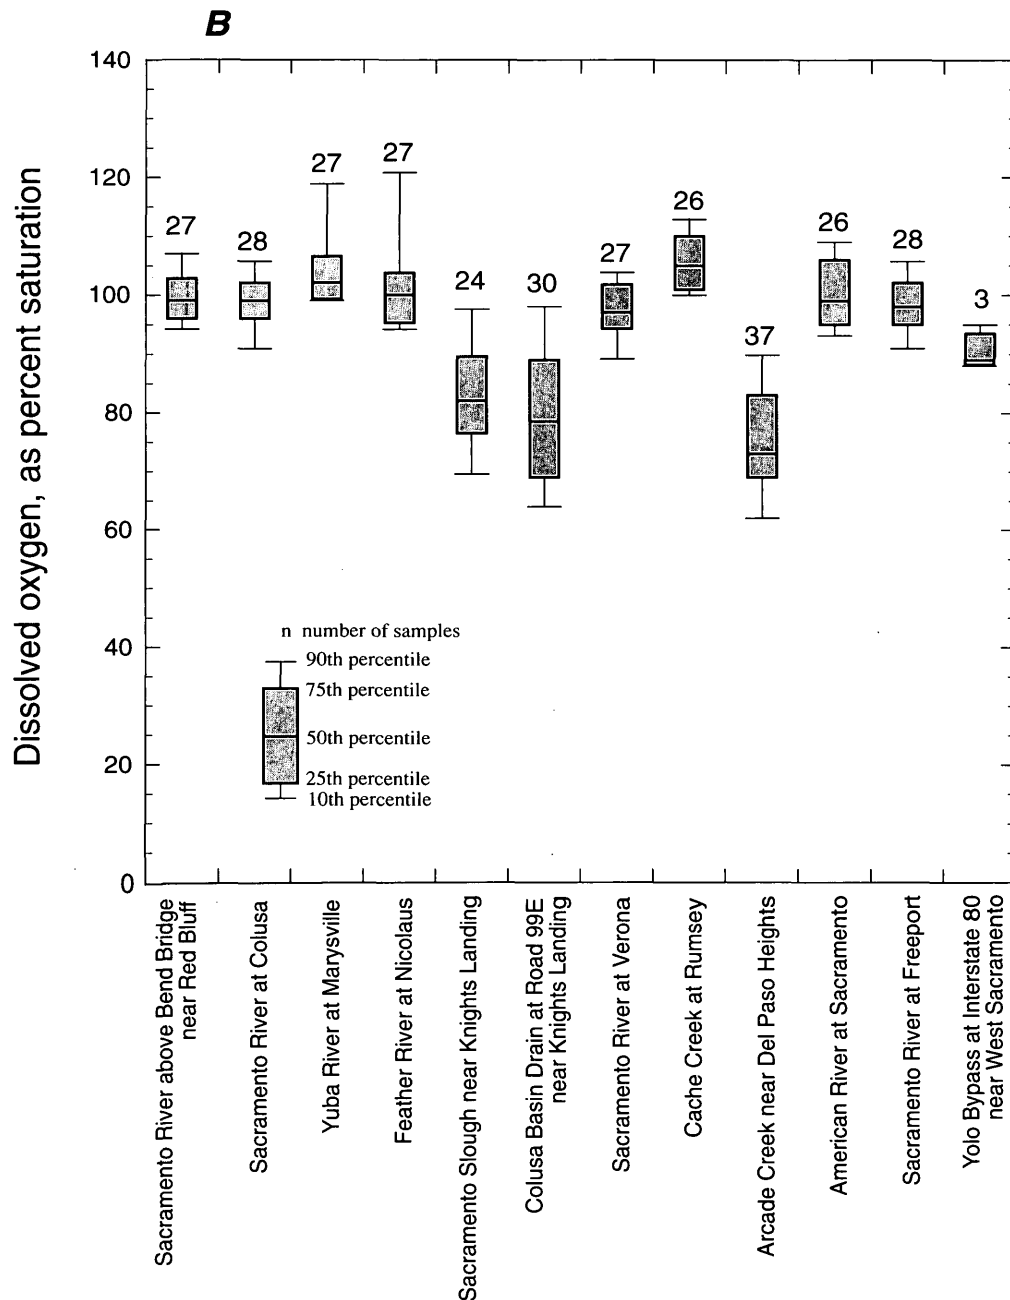 B
Dissolved oxygen, as percent saturation
140
120
100
80
60
40
20
0
27
28
27
27
24
30
27
26
37
26
28
3
n number of samples
90th percentile
75th percentile
50th percentile
25th percentile
10th percentile
Sacramento River above Bend Bridge
near Red Bluff
Sacramento River at Colusa
Yuba River at Marysville
Feather River at Nicolaus
Sacramento Slough near Knights Landing
Colusa Basin Drain at Road 99E
near Knights Landing
Sacramento River at Verona
Cache Creek at Rumsey
Arcade Creek near Del Paso Heights
American River at Sacramento
Sacramento River at Freeport
Yolo Bypass at Interstate 80
near West Sacramento